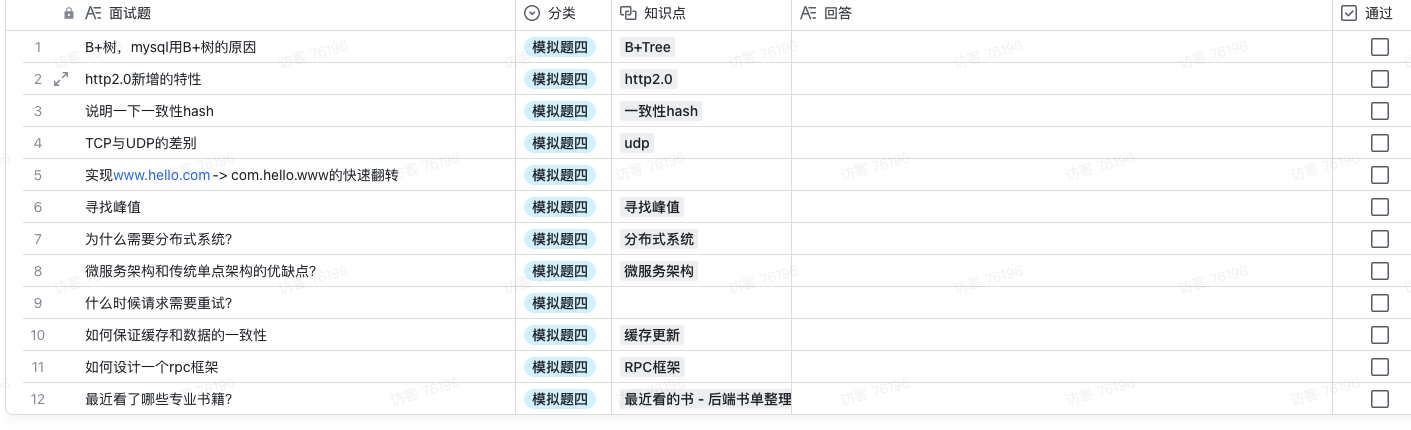 面试题 分类 知识点 回答 通过
1 B+树，mysql用B+树的原因 模拟题四 B+Tree
2 http2.0新增的特性 模拟题四 http2.0
3 说明一下一致性hash 模拟题四 一致性hash
4 TCP与UDP的差别 模拟题四 udp
5 实现www.hello.com -> com.hello.www的快速翻转 模拟题四
6 寻找峰值 模拟题四 寻找峰值
7 为什么需要分布式系统? 模拟题四 分布式系统
8 微服务架构和传统单点架构的优缺点? 模拟题四 微服务架构
9 什么时候请求需要重试? 模拟题四
10 如何保证缓存和数据的一致性 模拟题四 缓存更新
11 如何设计一个rpc框架 模拟题四 RPC框架
12 最近看了哪些专业书籍? 模拟题四 最近看的书 - 后端书单整理
访客 76196